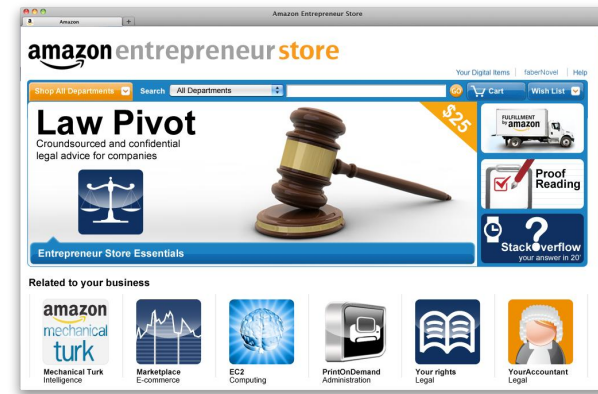 Amazon Entrepreneur Store
a Amazon +
amazon entrepreneur store
Your Digital Items | faberNovel | Help
Shop All Departments Search All Departments GO Cart Wish List
Law Pivot
Croundsourced and confidential
legal advice for companies
$25
Entrepreneur Store Essentials
FULFILLMENT
by amazon
Proof
Reading
Stack?verflow
your answer in 20'
Related to your business
amazon
mechanical
turk
Mechanical Turk
Intelligence
Marketplace
E-commerce
EC2
Computing
PrintOnDemand
Administration
Your rights
Legal
YourAccountant
Legal